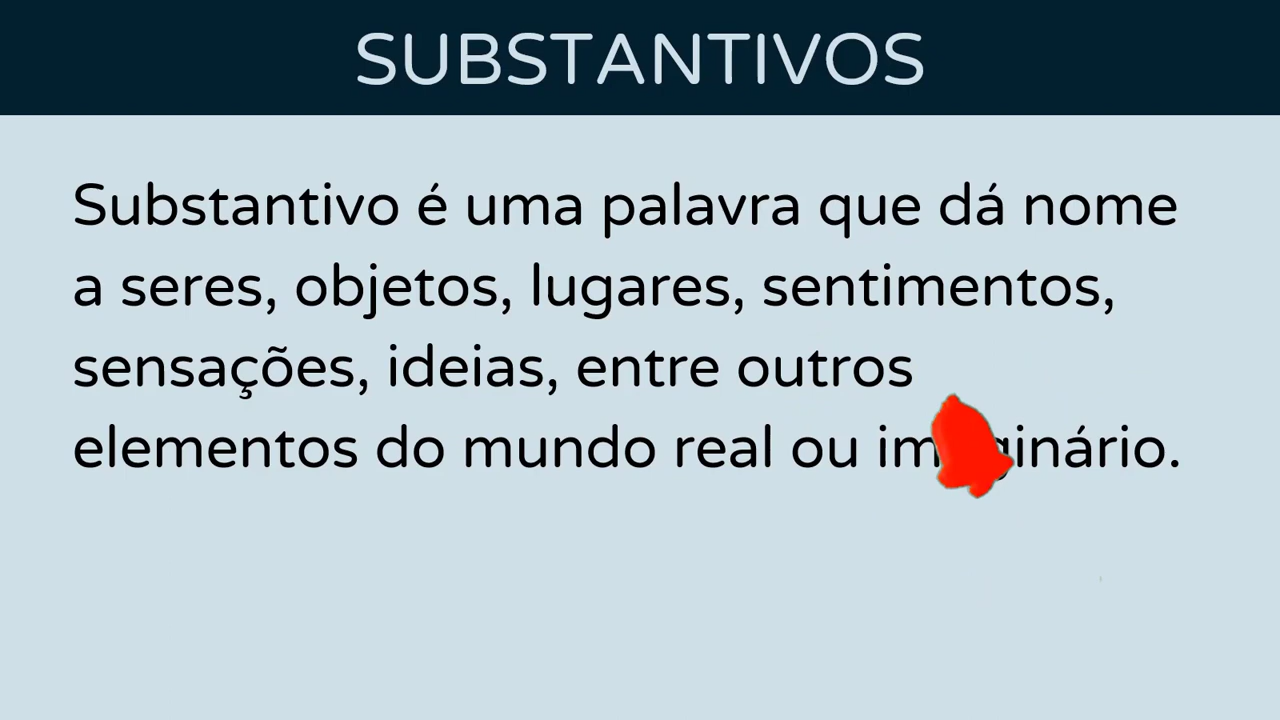 SUBSTANTIVOS
Substantivo é uma palavra que dá nome
a seres, objetos, lugares, sentimentos,
sensações, ideias, entre outros
elementos do mundo real ou imaginário.